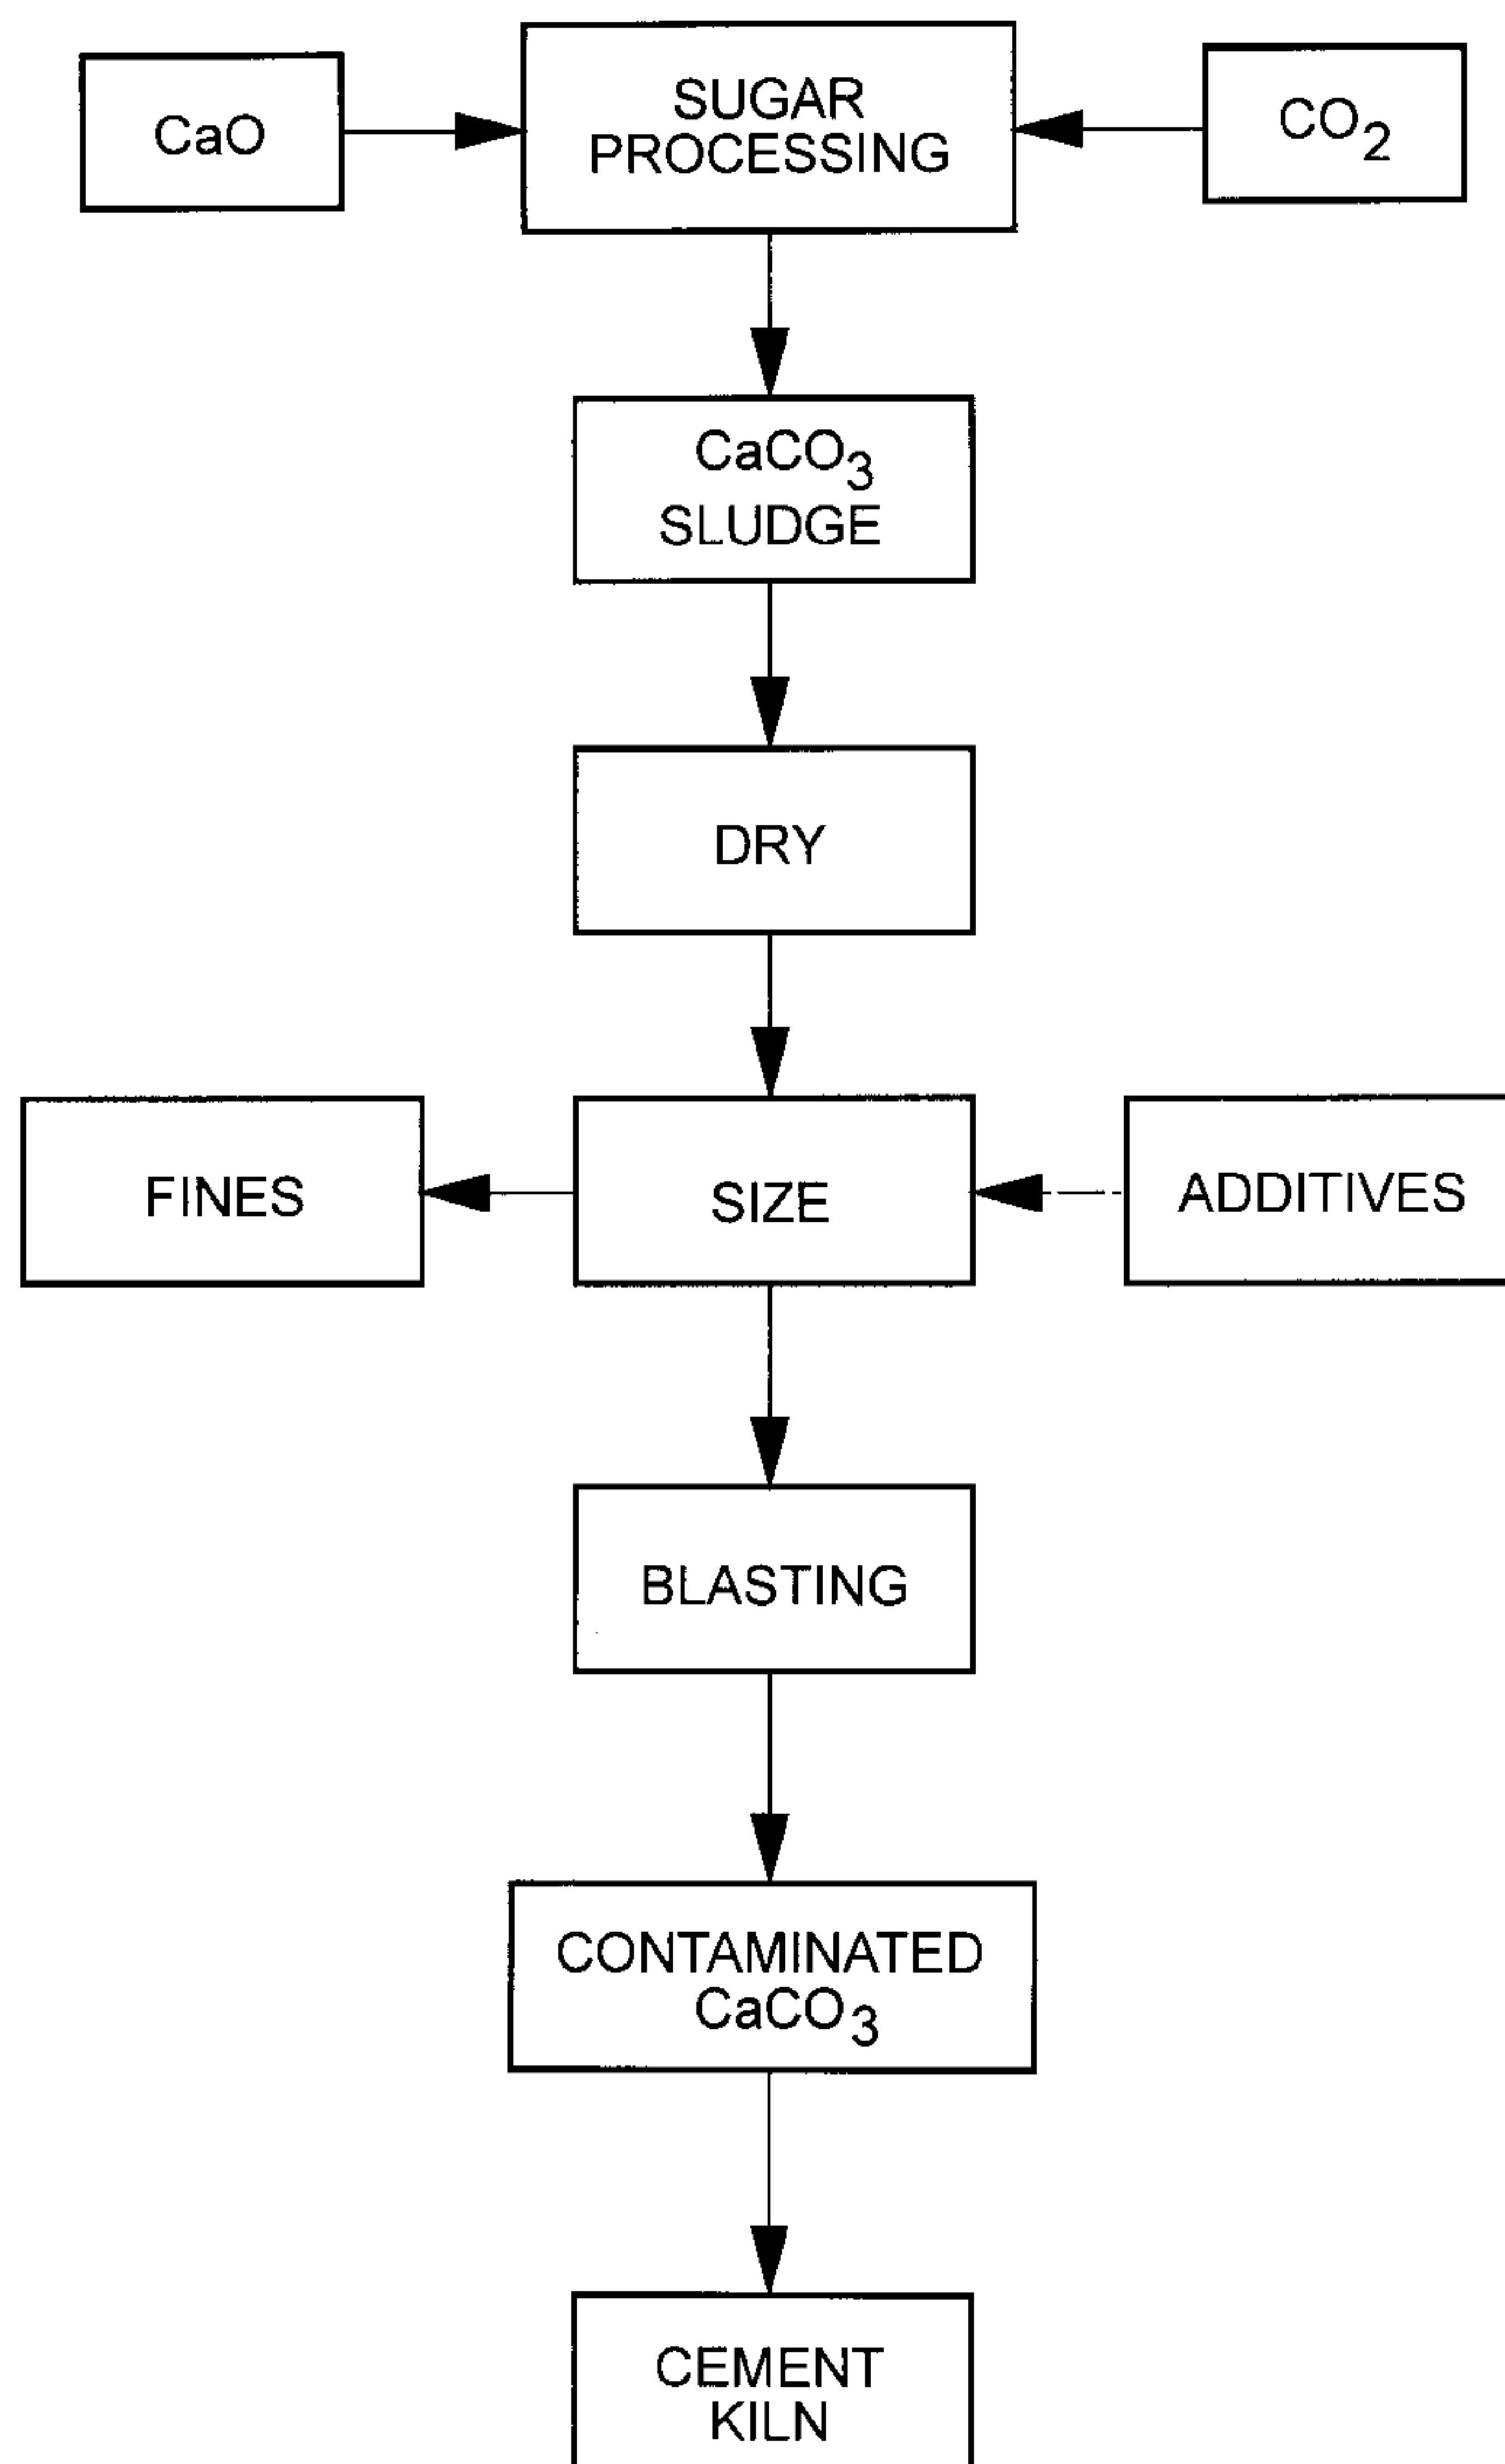 CaO
SUGAR
PROCESSING
CO₂
CaCO₃
SLUDGE
DRY
FINES
SIZE
ADDITIVES
BLASTING
CONTAMINATED
CaCO₃
CEMENT
KILN